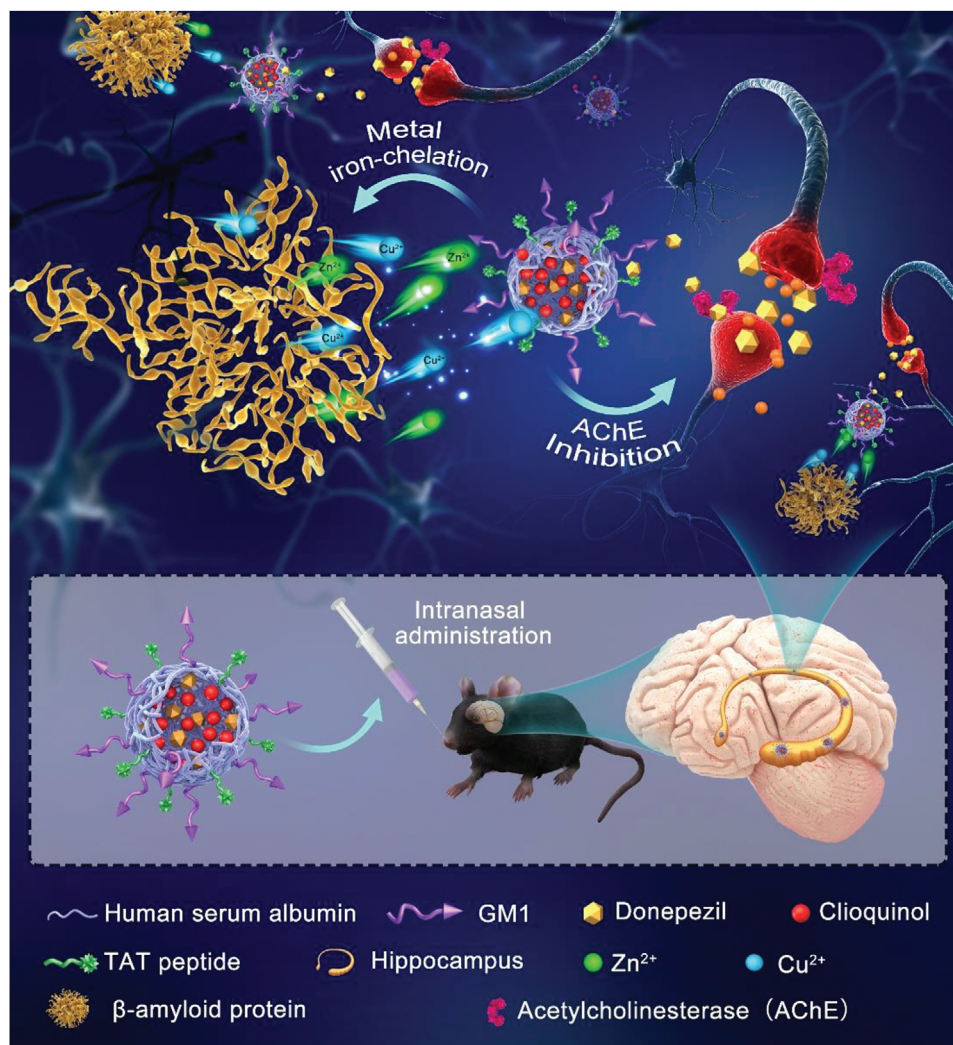 Metal
iron-chelation
Cu²⁺
Zn²⁺
Zn²⁺
Cu²⁺
Cu²⁺
AChE
Inhibition
Intranasal
administration
Human serum albumin
GM1
Donepezil
Clioquinol
TAT peptide
Hippocampus
Zn²⁺
Cu²⁺
β-amyloid protein
Acetylcholinesterase（AChE）